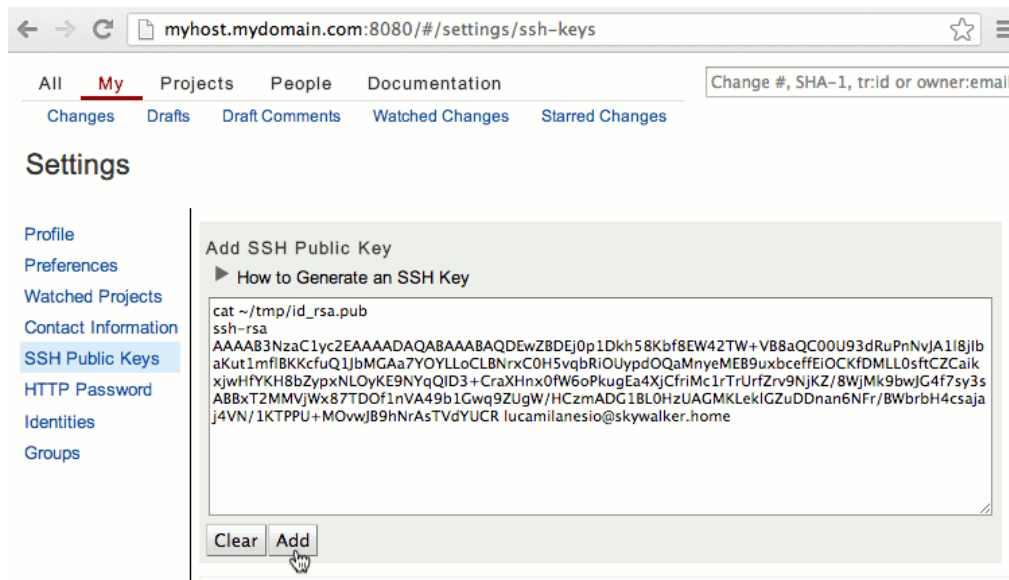 myhost.mydomain.com:8080/#/settings/ssh-keys
All My Projects People Documentation
Change #, SHA-1, tr:id or owner:email
Changes Drafts Draft Comments Watched Changes Starred Changes
Settings
Profile
Preferences
Watched Projects
Contact Information
SSH Public Keys
HTTP Password
Identities
Groups
Add SSH Public Key
How to Generate an SSH Key
cat ~/tmp/id_rsa.pub
ssh-rsa
AAAAB3NzaC1yc2EAAAADAQABAAABAQDEwZBDEj0p1Dkh58Kbf8EW42TW+VB8aQC00U93dRuPnNvJA1l8jIb
aKut1mflBKKcfuQ1JbMGAa7YOYLLoCLBNrxC0H5vqbRiOUypdOQaMnyeMEB9uxbceffEiOCKfDMLL0sftCZCaik
xjwHfYKH8bZypxNLOyKE9NYqQID3+CraXHnx0fW6oPkugEa4XjCfriMc1rTrUrfZrv9NjKZ/8WjMk9bwJG4f7sy3s
ABBxT2MMVjWx87TDOf1nVA49b1Gwq9ZUgW/HCzmADG1BL0HzUAGMKLeklGZuDDnan6NFr/BWbrbH4csaja
j4VN/1KTPPU+MOvwJB9hNrAsTVdYUCR lucamilanesio@skywalker.home
Clear Add